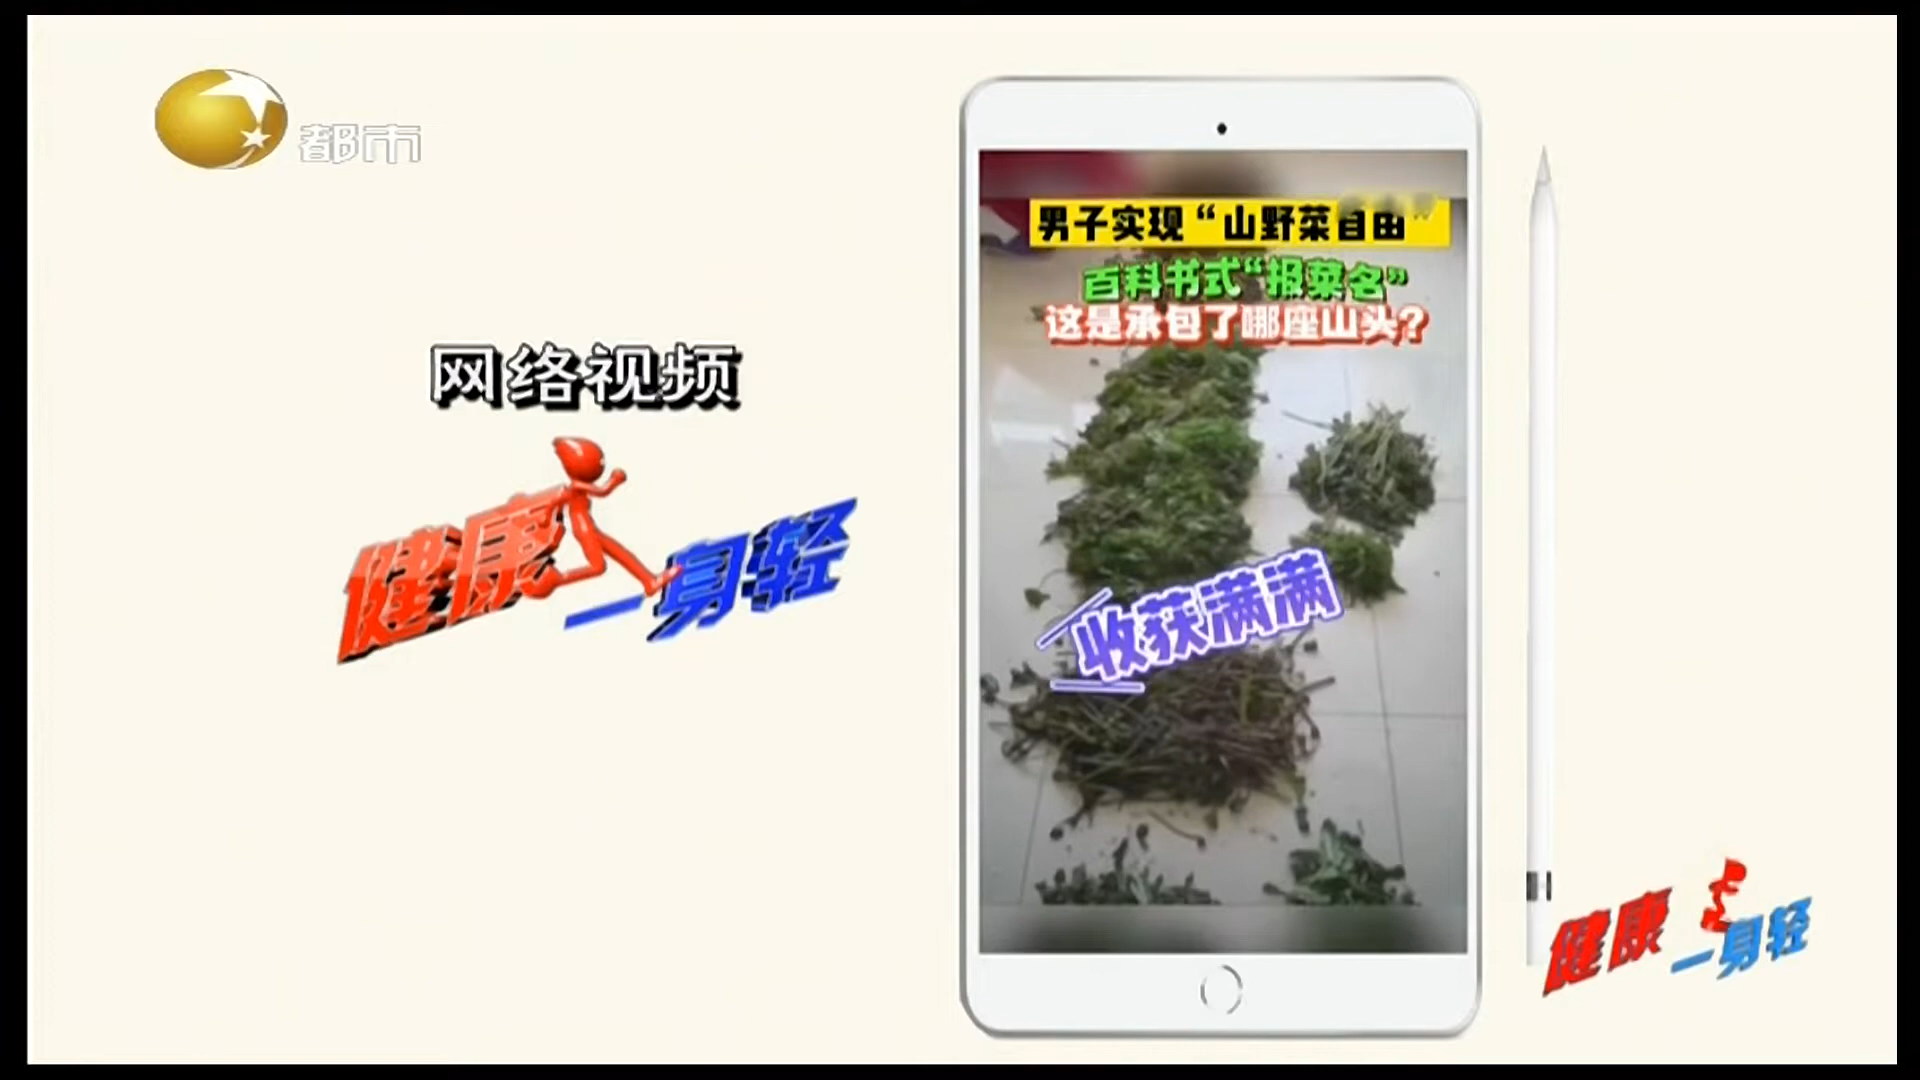 都市
网络视频
健康一身轻
男子实现“山野菜自由”
百科书式“报菜名”
这是承包了哪座山头？
收获满满
健康一身轻